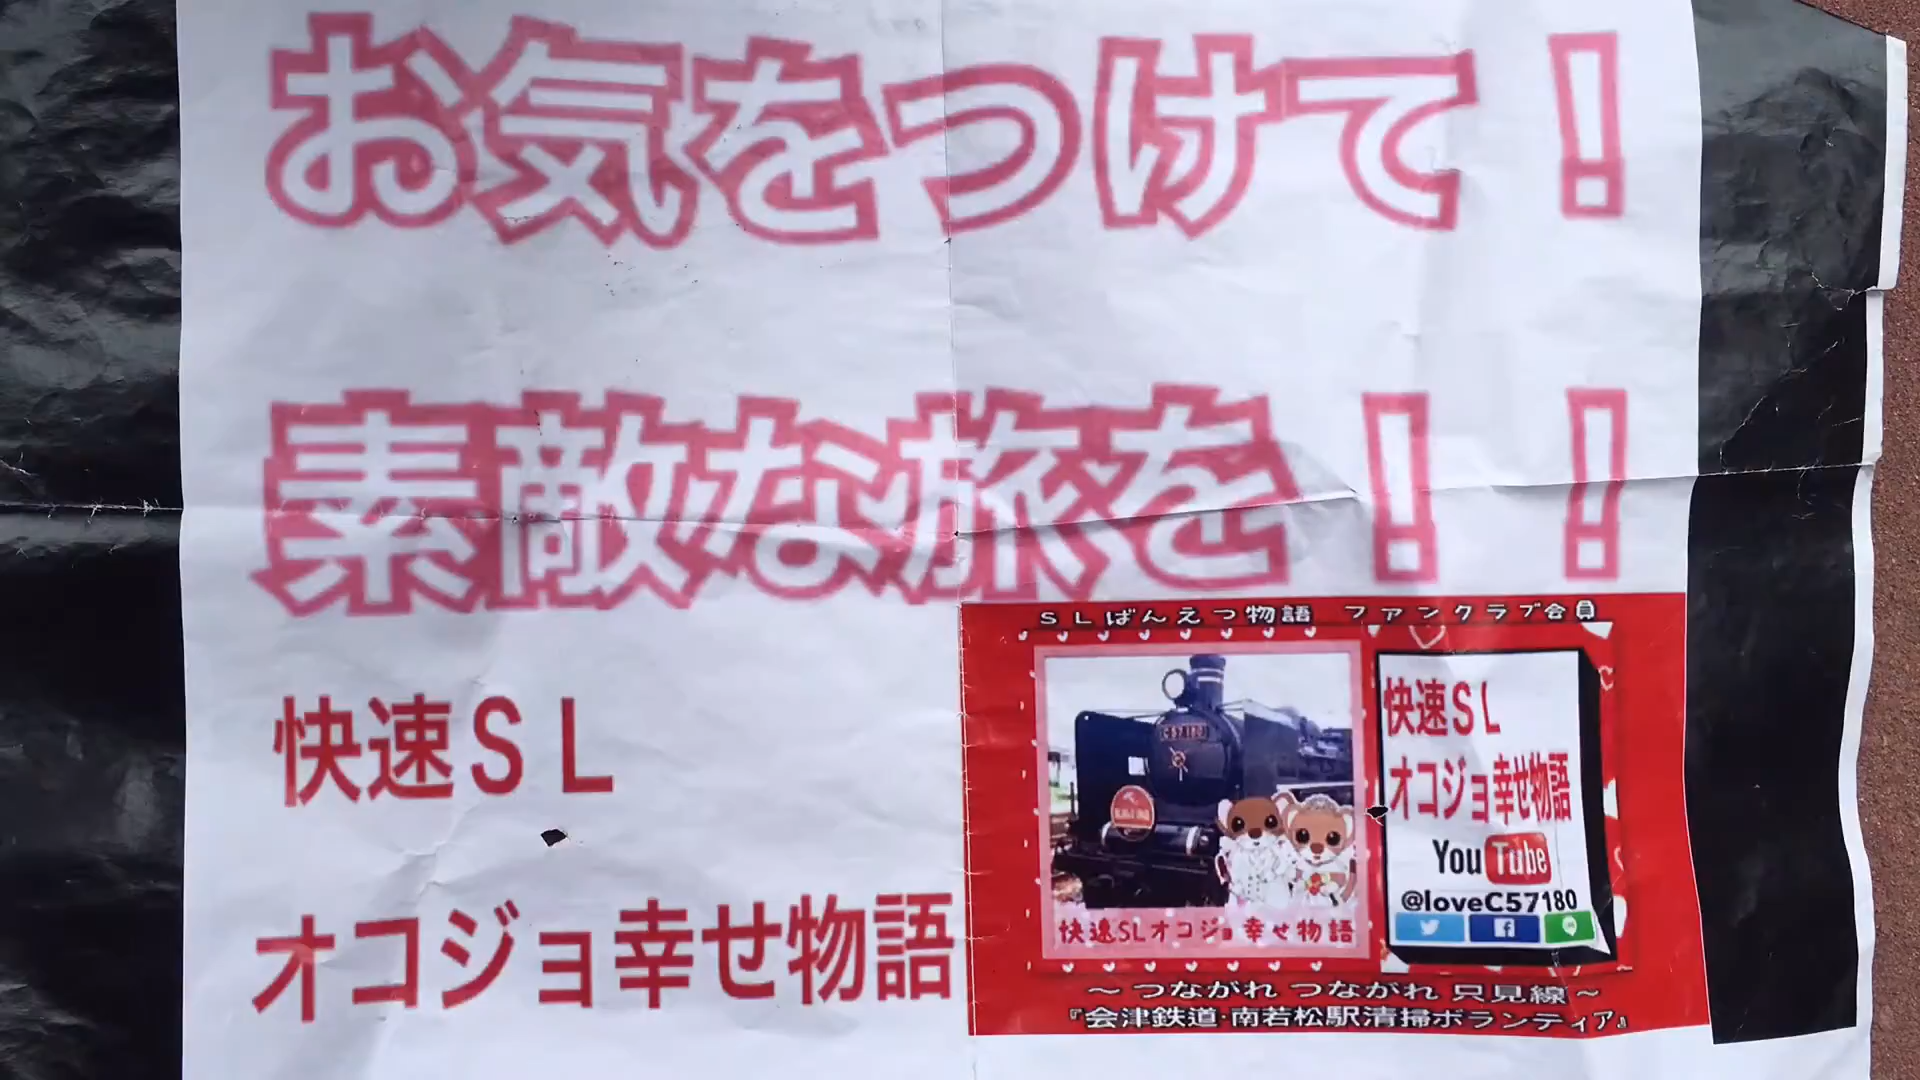 お気をつけて！
素敵な旅を！！
快速ＳＬ
オコジョ幸せ物語
ＳＬばんえつ物語 ファンクラブ会員
C57 180
快速SLオコジョ幸せ物語
快速ＳＬ
オコジョ幸せ物語
YouTube
@loveC57180
～ つながれ つながれ 只見線 ～
『会津鉄道・南若松駅清掃ボランティア』